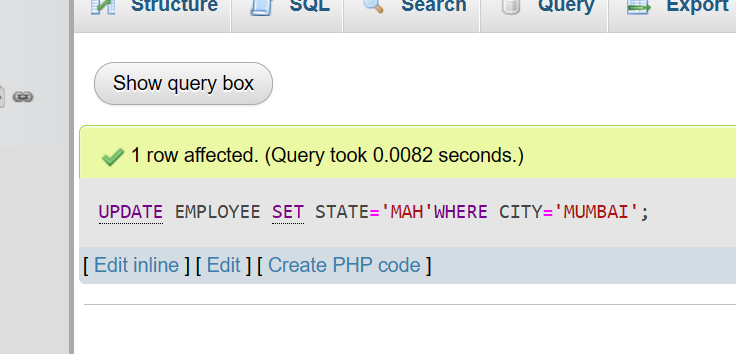 Structure SQL Search Query Export
Show query box
1 row affected. (Query took 0.0082 seconds.)
UPDATE EMPLOYEE SET STATE='MAH'WHERE CITY='MUMBAI';
[ Edit inline ] [ Edit ] [ Create PHP code ]